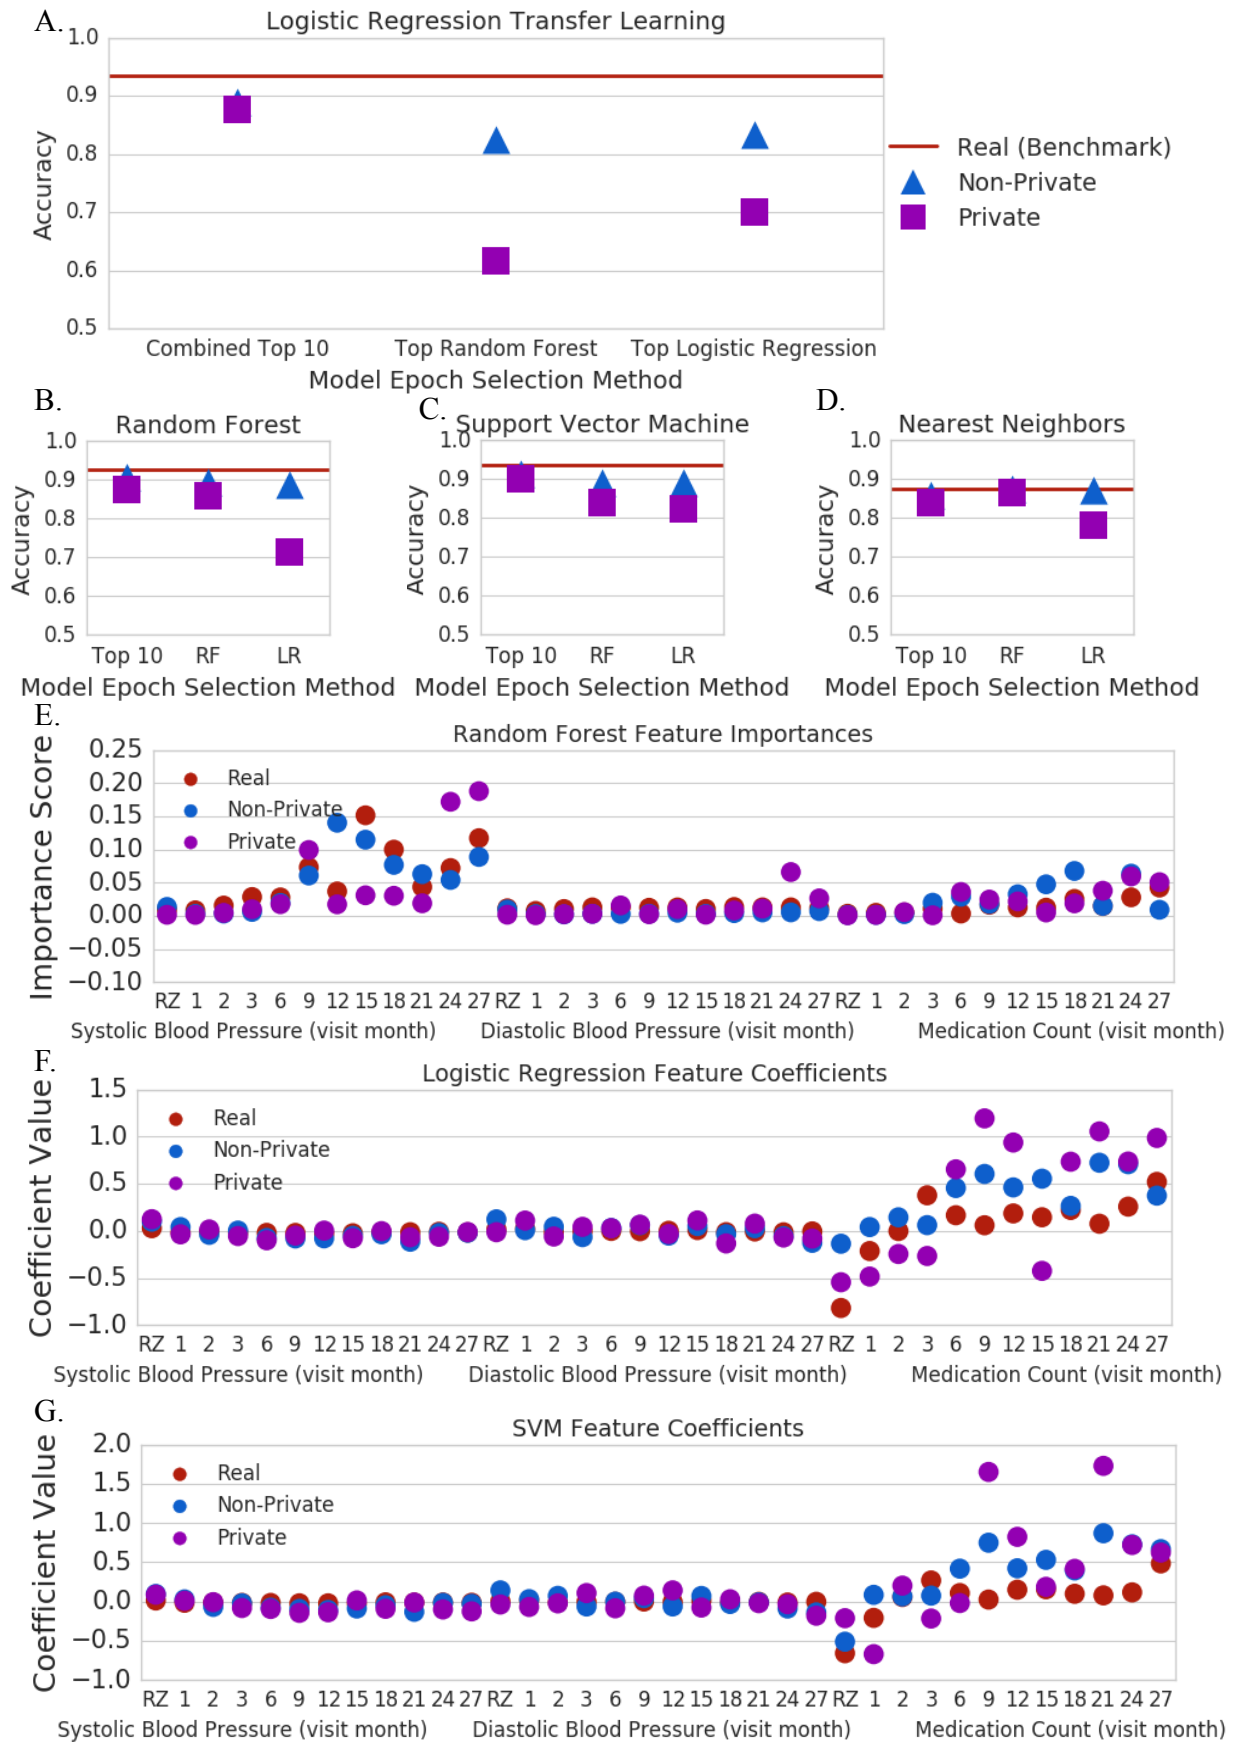 A.
Logistic Regression Transfer Learning
1.0
0.9
0.8
0.7
0.6
0.5
Accuracy
Combined Top 10 Top Random Forest Top Logistic Regression
Model Epoch Selection Method
Real (Benchmark)
Non-Private
Private
B.
Random Forest
1.0
0.9
0.8
0.7
0.6
0.5
Accuracy
Top 10 RF LR
Model Epoch Selection Method
C.
Support Vector Machine
1.0
0.9
0.8
0.7
0.6
0.5
Accuracy
Top 10 RF LR
Model Epoch Selection Method
D.
Nearest Neighbors
1.0
0.9
0.8
0.7
0.6
0.5
Accuracy
Top 10 RF LR
Model Epoch Selection Method
E.
Random Forest Feature Importances
0.25
0.20
0.15
0.10
0.05
0.00
−0.05
−0.10
Importance Score
Real
Non-Private
Private
RZ 1 2 3 6 9 12 15 18 21 24 27 RZ 1 2 3 6 9 12 15 18 21 24 27 RZ 1 2 3 6 9 12 15 18 21 24 27
Systolic Blood Pressure (visit month) Diastolic Blood Pressure (visit month) Medication Count (visit month)
F.
Logistic Regression Feature Coefficients
1.5
1.0
0.5
0.0
−0.5
−1.0
Coefficient Value
Real
Non-Private
Private
RZ 1 2 3 6 9 12 15 18 21 24 27 RZ 1 2 3 6 9 12 15 18 21 24 27 RZ 1 2 3 6 9 12 15 18 21 24 27
Systolic Blood Pressure (visit month) Diastolic Blood Pressure (visit month) Medication Count (visit month)
G.
SVM Feature Coefficients
2.0
1.5
1.0
0.5
0.0
−0.5
−1.0
Coefficient Value
Real
Non-Private
Private
RZ 1 2 3 6 9 12 15 18 21 24 27 RZ 1 2 3 6 9 12 15 18 21 24 27 RZ 1 2 3 6 9 12 15 18 21 24 27
Systolic Blood Pressure (visit month) Diastolic Blood Pressure (visit month) Medication Count (visit month)